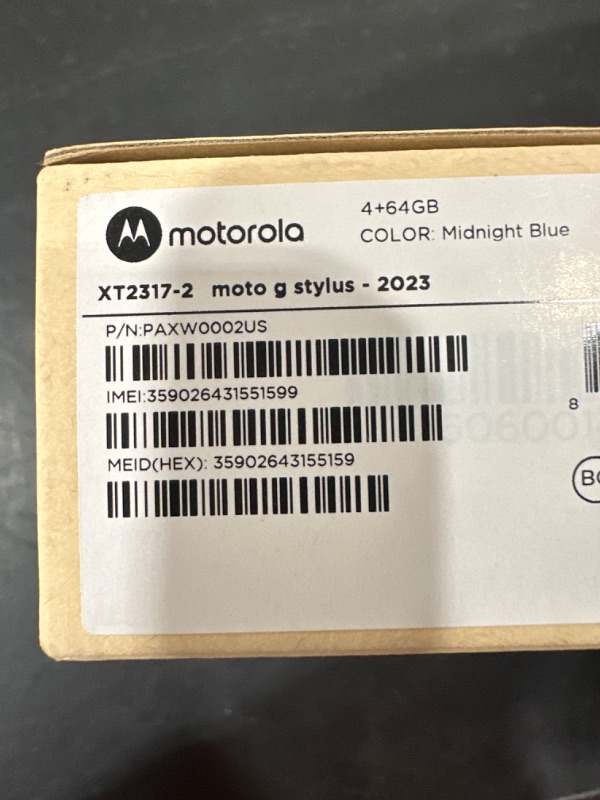 motorola
4+64GB
COLOR: Midnight Blue
XT2317-2 moto g stylus - 2023
P/N:PAXW0002US
IMEI:359026431551599
MEID(HEX): 35902643155159
8